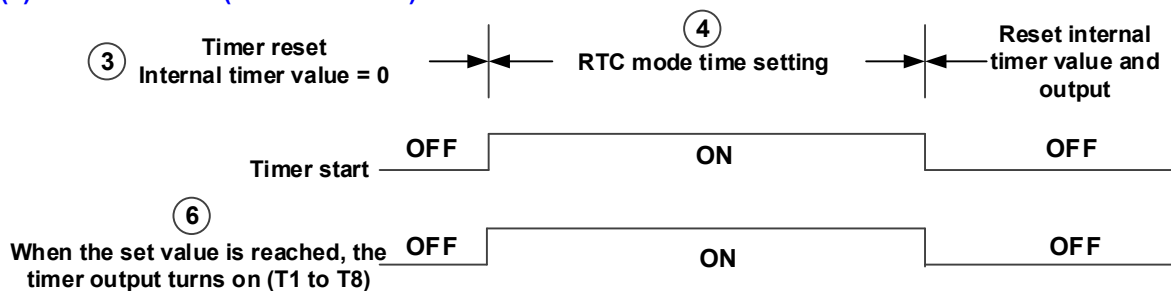 3
Timer reset
Internal timer value = 0
4
RTC mode time setting
Reset internal
timer value and
output
Timer start
OFF
ON
OFF
6
When the set value is reached, the
timer output turns on (T1 to T8)
OFF
ON
OFF